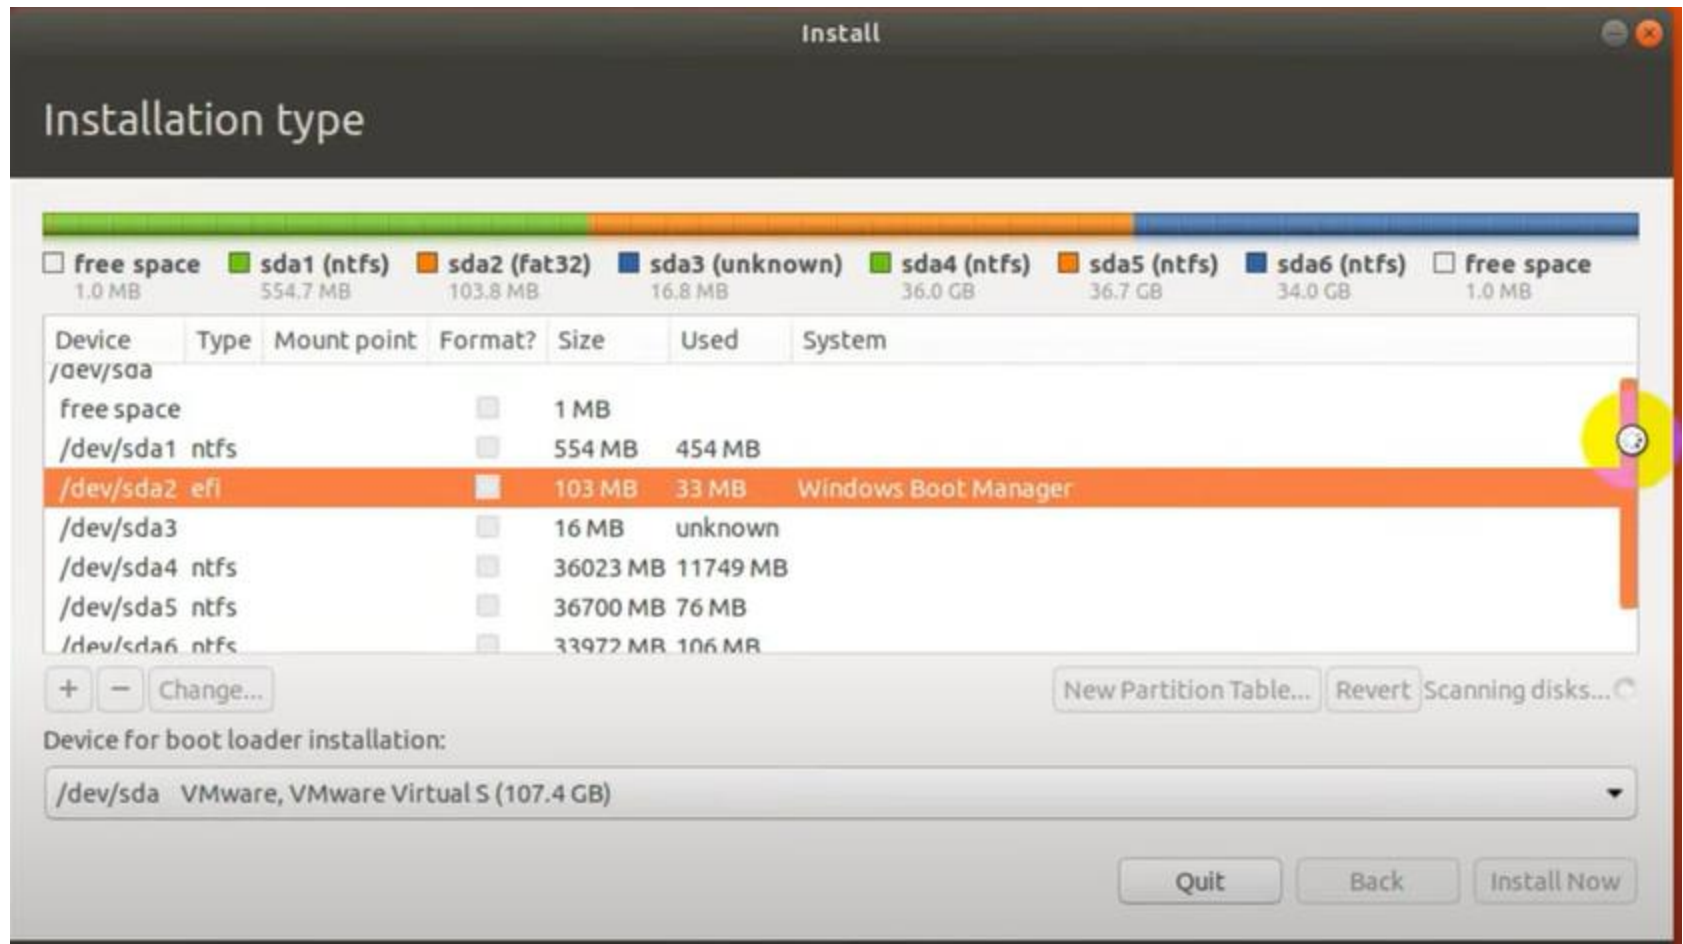 Install
Installation type
free space sda1 (ntfs) sda2 (fat32) sda3 (unknown) sda4 (ntfs) sda5 (ntfs) sda6 (ntfs) free space
1.0 MB 554.7 MB 103.8 MB 16.8 MB 36.0 GB 36.7 GB 34.0 GB 1.0 MB
Device Type Mount point Format? Size Used System
/dev/sda
free space 1 MB
/dev/sda1 ntfs 554 MB 454 MB
/dev/sda2 efi 103 MB 33 MB Windows Boot Manager
/dev/sda3 16 MB unknown
/dev/sda4 ntfs 36023 MB 11749 MB
/dev/sda5 ntfs 36700 MB 76 MB
/dev/sda6 ntfs 33972 MB 106 MB
+ − Change... New Partition Table... Revert Scanning disks...
Device for boot loader installation:
/dev/sda VMware, VMware Virtual S (107.4 GB)
Quit Back Install Now